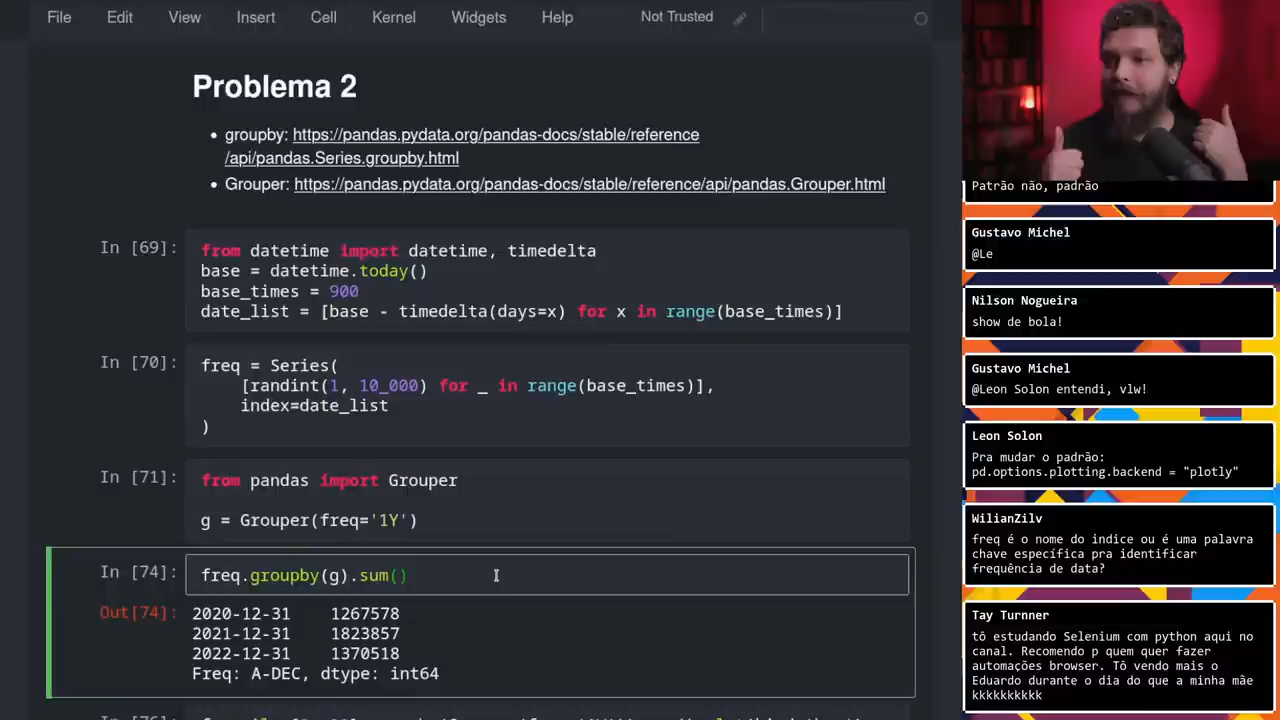 File Edit View Insert Cell Kernel Widgets Help Not Trusted
Problema 2
groupby: https://pandas.pydata.org/pandas-docs/stable/reference
/api/pandas.Series.groupby.html
Grouper: https://pandas.pydata.org/pandas-docs/stable/reference/api/pandas.Grouper.html
In [69]:
from datetime import datetime, timedelta
base = datetime.today()
base_times = 900
date_list = [base - timedelta(days=x) for x in range(base_times)]
In [70]:
freq = Series(
[randint(1, 10_000) for _ in range(base_times)],
index=date_list
)
In [71]:
from pandas import Grouper
g = Grouper(freq='1Y')
In [74]:
freq.groupby(g).sum()
Out[74]:
2020-12-31 1267578
2021-12-31 1823857
2022-12-31 1370518
Freq: A-DEC, dtype: int64
Patrão não, padrão
Gustavo Michel
@Le
Nilson Nogueira
show de bola!
Gustavo Michel
@Leon Solon entendi, vlw!
Leon Solon
Pra mudar o padrão:
pd.options.plotting.backend = "plotly"
WilianZilv
freq é o nome do indice ou é uma palavra
chave específica pra identificar
frequência de data?
Tay Turnner
tô estudando Selenium com python aqui no
canal. Recomendo p quem quer fazer
automações browser. Tô vendo mais o
Eduardo durante o dia do que a minha mãe
kkkkkkkkkk